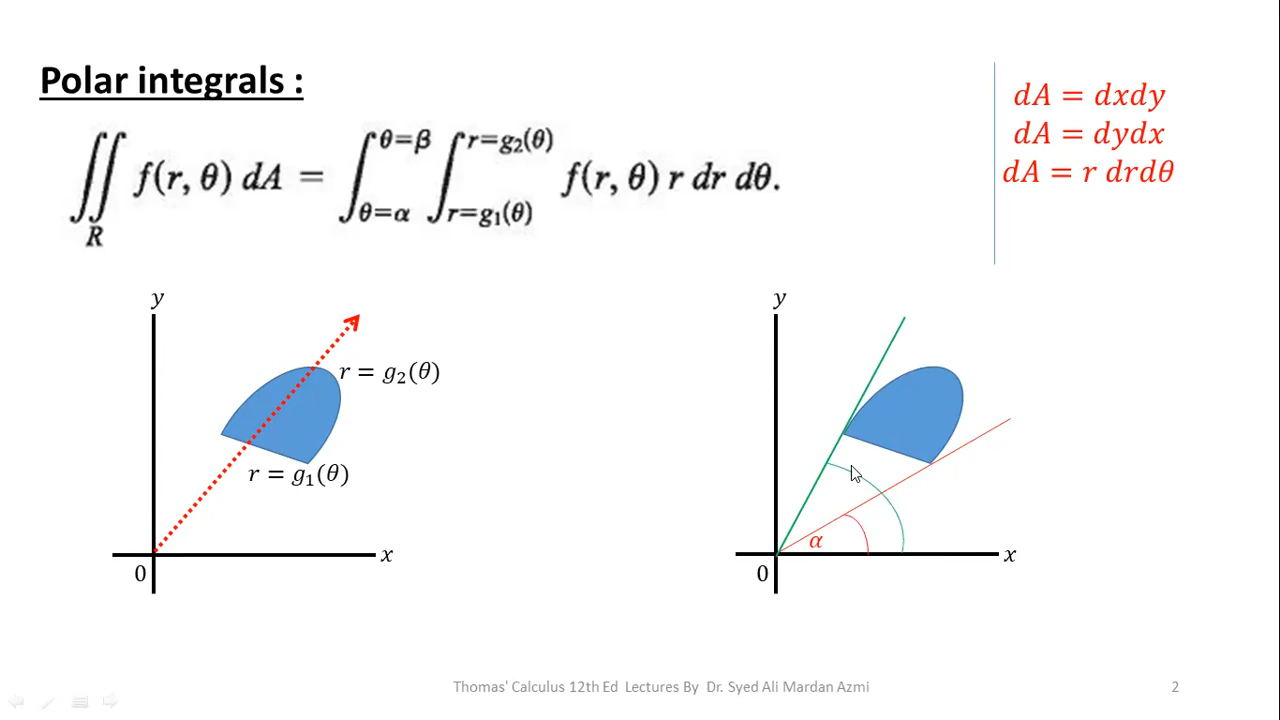 Polar integrals :
∬_R f(r, θ) dA = ∫_{θ=α}^{θ=β} ∫_{r=g₁(θ)}^{r=g₂(θ)} f(r, θ) r dr dθ.
dA = dxdy
dA = dydx
dA = r drdθ
y
r = g₂(θ)
r = g₁(θ)
x
0
y
α
x
0
Thomas' Calculus 12th Ed Lectures By Dr. Syed Ali Mardan Azmi
2